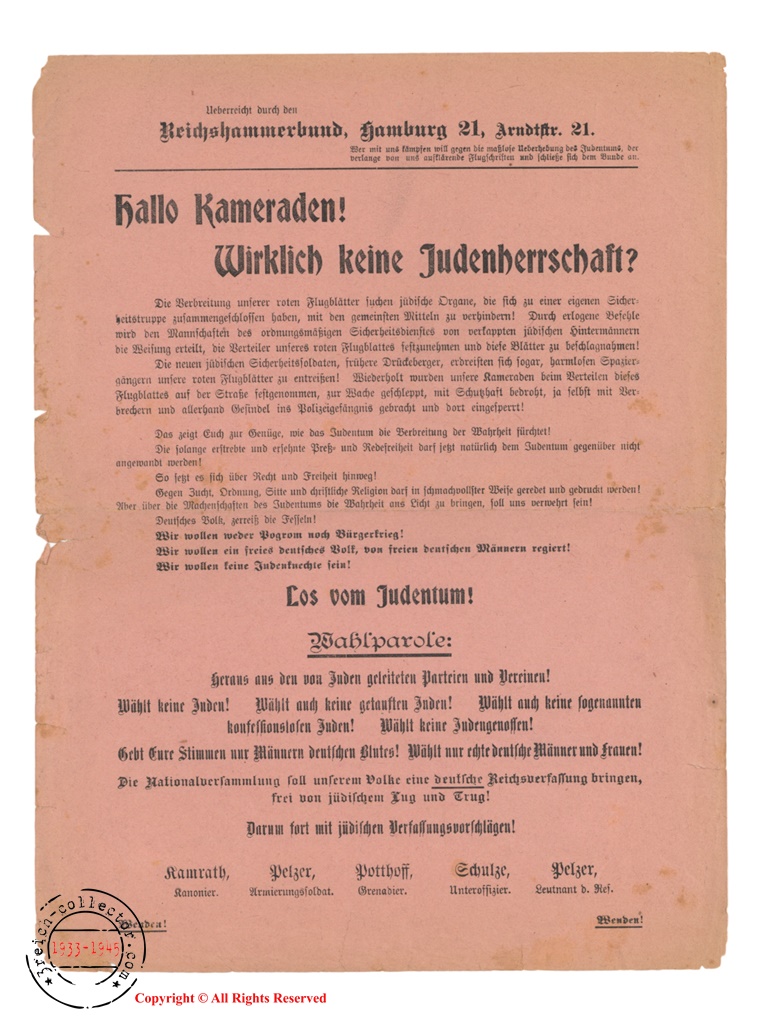 Ueberreicht durch den
Reichshammerbund, Hamburg 21, Arndtstr. 21.
Wer mit uns kämpfen will gegen die maßlose Ueberhebung des Judentums, der
verlange von uns aufklärende Flugschriften und schließe sich dem Bunde an.
Hallo Kameraden!
Wirklich keine Judenherrschaft?
Die Verbreitung unserer roten Flugblätter suchen jüdische Organe, die sich zu einer eigenen Sicher-
heitstruppe zusammengeschlossen haben, mit den gemeinsten Mitteln zu verhindern! Durch erlogene Befehle
wird den Mannschaften des ordnungsmäßigen Sicherheitsdienstes von verkappten jüdischen Hintermännern
die Weisung erteilt, die Verteiler unseres roten Flugblattes festzunehmen und diese Blätter zu beschlagnahmen!
Die neuen jüdischen Sicherheitssoldaten, frühere Drückeberger, erdreisten sich sogar, harmlosen Spazier-
gängern unsere roten Flugblätter zu entreißen! Wiederholt wurden unsere Kameraden beim Verteilen dieses
Flugblattes auf der Straße festgenommen, zur Wache geschleppt, mit Schutzhaft bedroht, ja selbst mit Ver-
brechern und allerhand Gesindel ins Polizeigefängnis gebracht und dort eingesperrt!
Das zeigt Euch zur Genüge, wie das Judentum die Verbreitung der Wahrheit fürchtet!
Die solange erstrebte und ersehnte Preß- und Redefreiheit darf jetzt natürlich dem Judentum gegenüber nicht
angewandt werden!
So setzt es sich über Recht und Freiheit hinweg!
Gegen Zucht, Ordnung, Sitte und christliche Religion darf in schmachvollster Weise geredet und gedruckt werden!
Aber über die Machenschaften des Judentums die Wahrheit ans Licht zu bringen, soll uns verwehrt sein!
Deutsches Volk, zerreiß die Fesseln!
Wir wollen weder Pogrom noch Bürgerkrieg!
Wir wollen ein freies deutsches Volk, von freien deutschen Männern regiert!
Wir wollen keine Judenknechte sein!
Los vom Judentum!
Wahlparole:
Heraus aus den von Juden geleiteten Parteien und Vereinen!
Wählt keine Juden! Wählt auch keine getauften Juden! Wählt auch keine sogenannten
konfessionslosen Juden! Wählt keine Judengenossen!
Gebt Eure Stimmen nur Männern deutschen Blutes! Wählt nur echte deutsche Männer und Frauen!
Die Nationalversammlung soll unserem Volke eine deutsche Reichsverfassung bringen,
frei von jüdischem Lug und Trug!
Darum fort mit jüdischen Verfassungsvorschlägen!
Kamrath, Pelzer, Potthoff, Schulze, Pelzer,
Kanonier. Armierungssoldat. Grenadier. Unteroffizier. Leutnant d. Res.
Wenden! Wenden!
3reich-collector.com
1933-1945
Copyright © All Rights Reserved